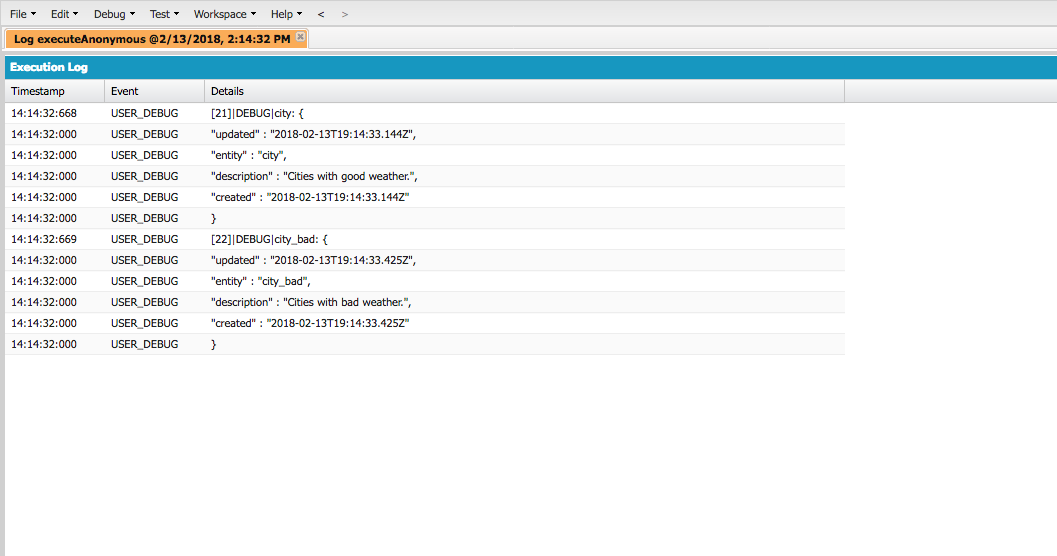 File Edit Debug Test Workspace Help < >
Log executeAnonymous @2/13/2018, 2:14:32 PM
Execution Log
Timestamp Event Details
14:14:32:668 USER_DEBUG [21]|DEBUG|city: {
14:14:32:000 USER_DEBUG "updated" : "2018-02-13T19:14:33.144Z",
14:14:32:000 USER_DEBUG "entity" : "city",
14:14:32:000 USER_DEBUG "description" : "Cities with good weather.",
14:14:32:000 USER_DEBUG "created" : "2018-02-13T19:14:33.144Z"
14:14:32:000 USER_DEBUG }
14:14:32:669 USER_DEBUG [22]|DEBUG|city_bad: {
14:14:32:000 USER_DEBUG "updated" : "2018-02-13T19:14:33.425Z",
14:14:32:000 USER_DEBUG "entity" : "city_bad",
14:14:32:000 USER_DEBUG "description" : "Cities with bad weather.",
14:14:32:000 USER_DEBUG "created" : "2018-02-13T19:14:33.425Z"
14:14:32:000 USER_DEBUG }